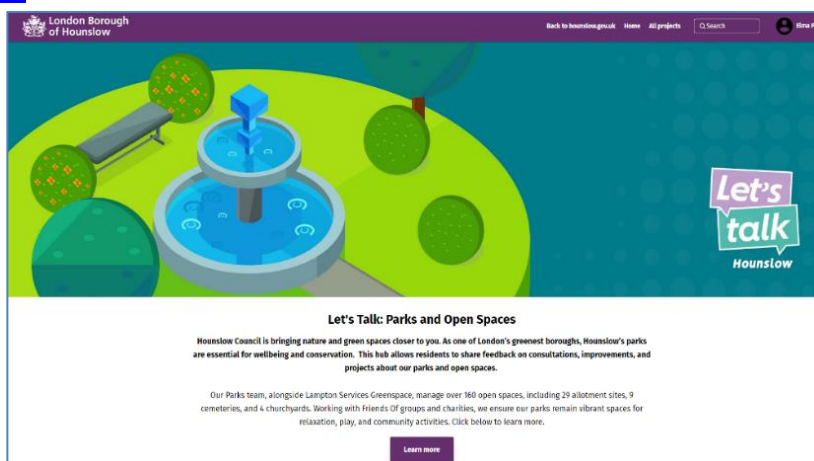 London Borough
of Hounslow
Back to hounslow.gov.uk Home All projects Search Elma
Let's
talk
Hounslow
Let's Talk: Parks and Open Spaces
Hounslow Council is bringing nature and green spaces closer to you. As one of London's greenest boroughs, Hounslow's parks
are essential for wellbeing and conservation. This hub allows residents to share feedback on consultations, improvements, and
projects about our parks and open spaces.
Our Parks team, alongside Lampton Services Greenspace, manage over 160 open spaces, including 29 allotment sites, 9
cemeteries, and 4 churchyards. Working with Friends Of groups and charities, we ensure our parks remain vibrant spaces for
relaxation, play, and community activities. Click below to learn more.
Learn more